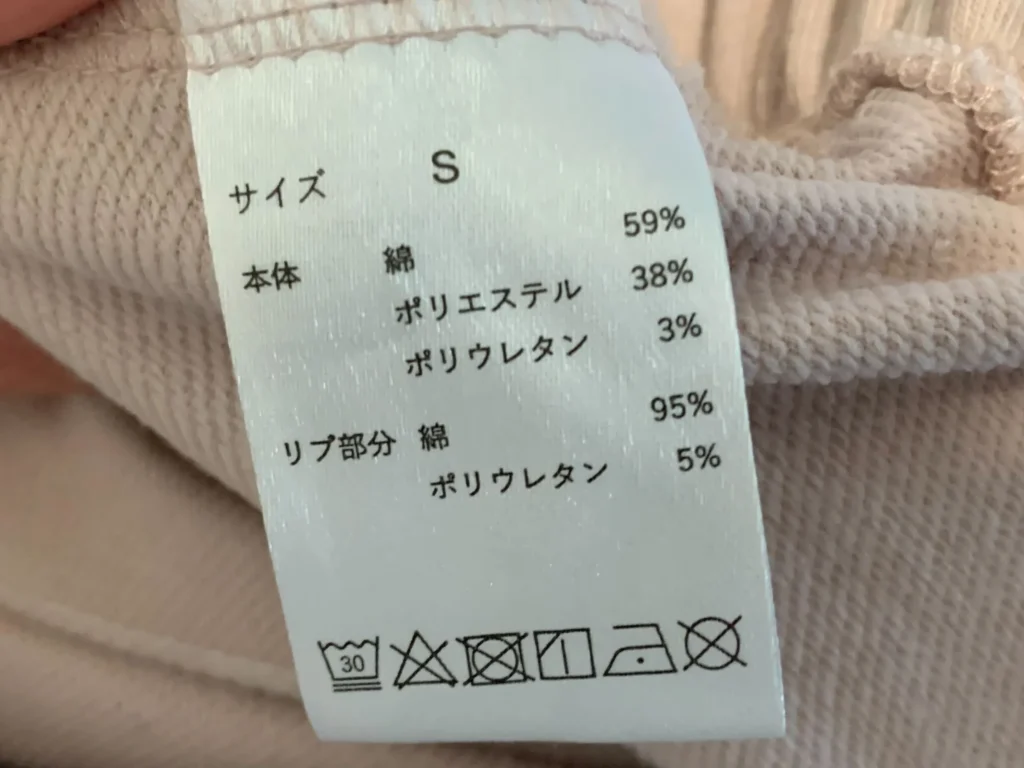 サイズ S
本体 綿 59%
ポリエステル 38%
ポリウレタン 3%
リブ部分 綿 95%
ポリウレタン 5%
30